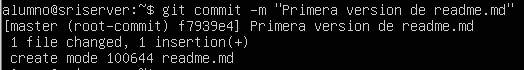 alumno@sriserver:~$ git commit -m "Primera version de readme.md"
[master (root-commit) f7939e4] Primera version de readme.md
 1 file changed, 1 insertion(+)
 create mode 100644 readme.md